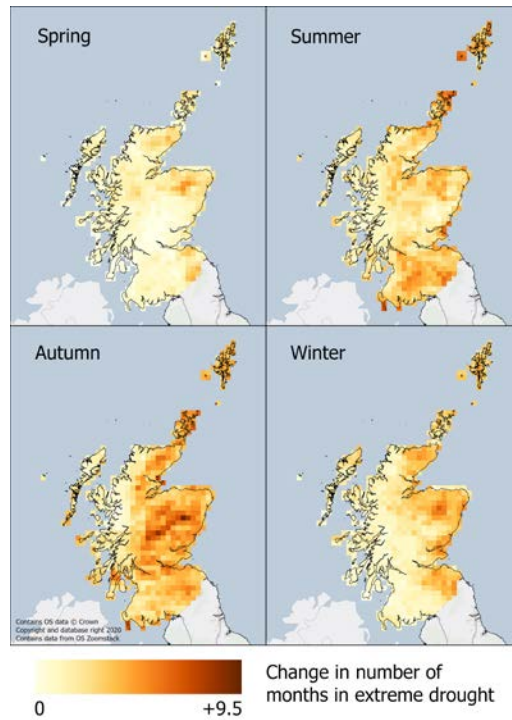 Spring
Summer
Autumn
Winter
Contains OS data © Crown
Copyright and database right 2020
Contains data from OS Zoomstack
Change in number of
months in extreme drought
0
+9.5